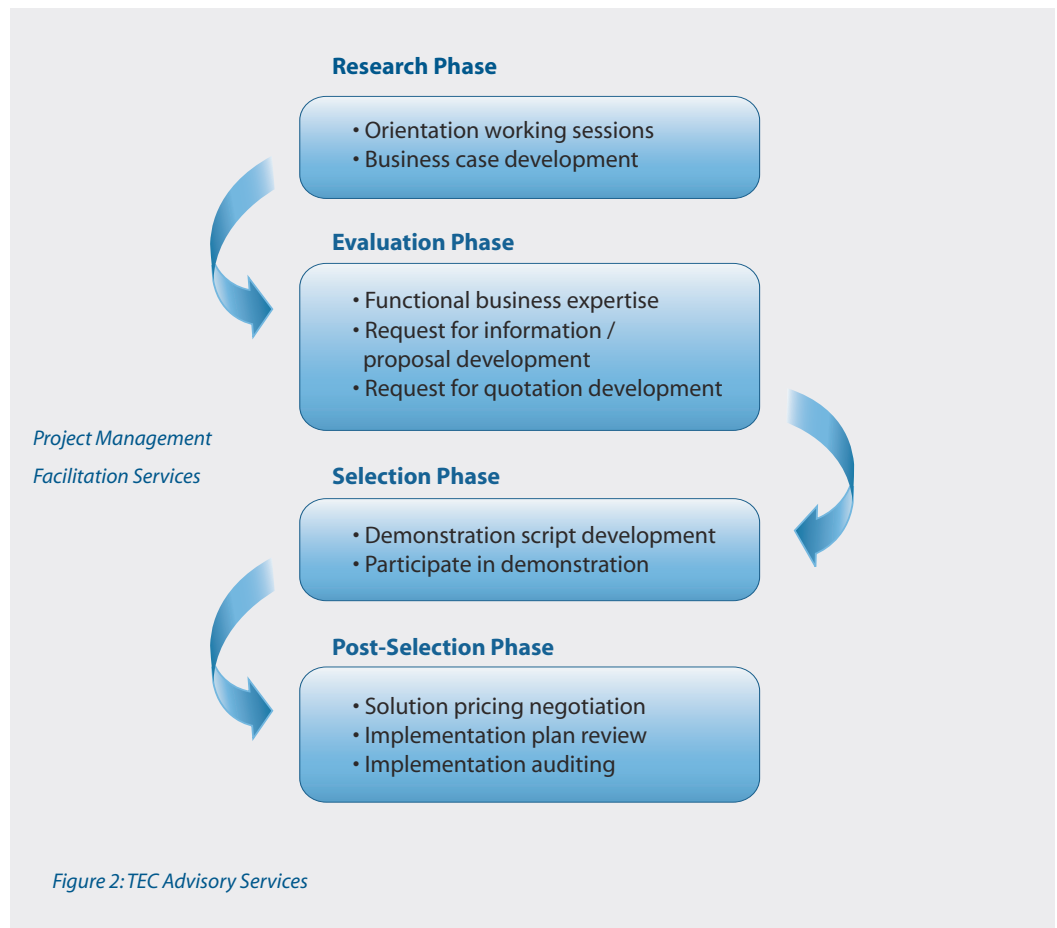 Research Phase
• Orientation working sessions
• Business case development
Evaluation Phase
• Functional business expertise
• Request for information /
proposal development
• Request for quotation development
Project Management
Facilitation Services
Selection Phase
• Demonstration script development
• Participate in demonstration
Post-Selection Phase
• Solution pricing negotiation
• Implementation plan review
• Implementation auditing
Figure 2: TEC Advisory Services